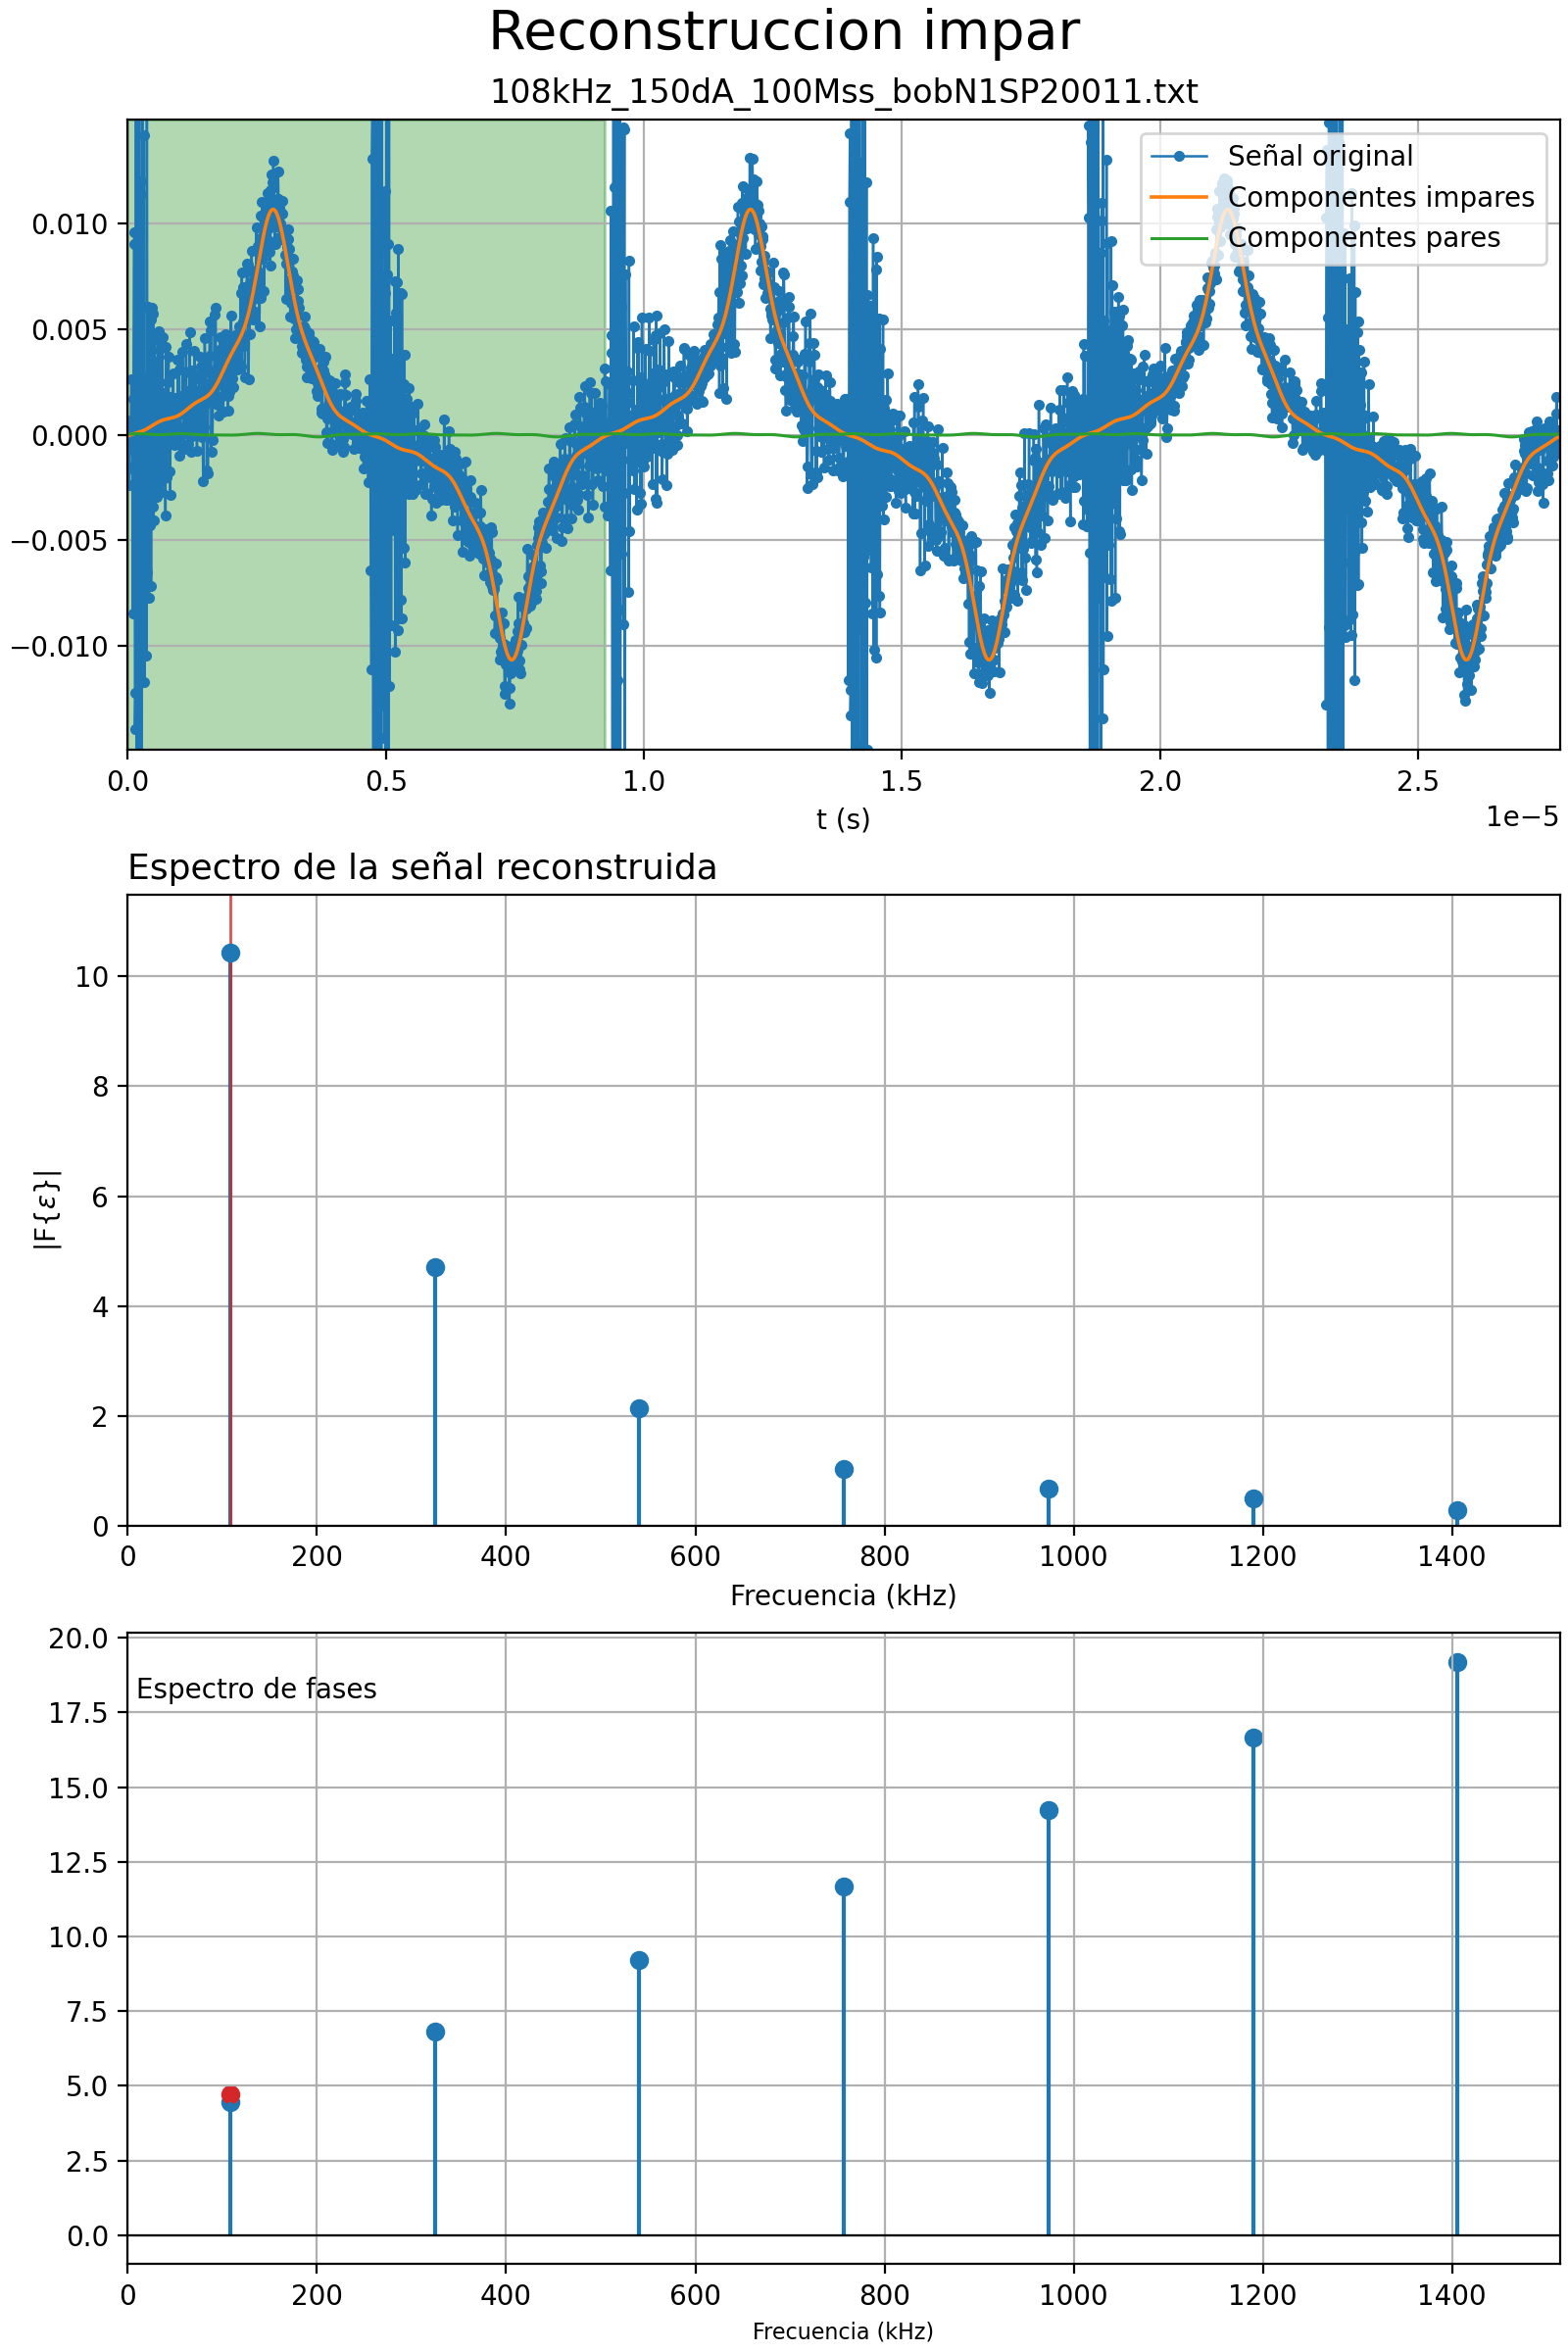 Reconstruccion impar
108kHz_150dA_100Mss_bobN1SP20011.txt
Señal original
Componentes impares
Componentes pares
0.010
0.005
0.000
−0.005
−0.010
0.0 0.5 1.0 1.5 2.0 2.5
t (s)
1e−5
Espectro de la señal reconstruida
10
8
6
4
2
0
|F{ε}|
0 200 400 600 800 1000 1200 1400
Frecuencia (kHz)
Espectro de fases
20.0
17.5
15.0
12.5
10.0
7.5
5.0
2.5
0.0
0 200 400 600 800 1000 1200 1400
Frecuencia (kHz)